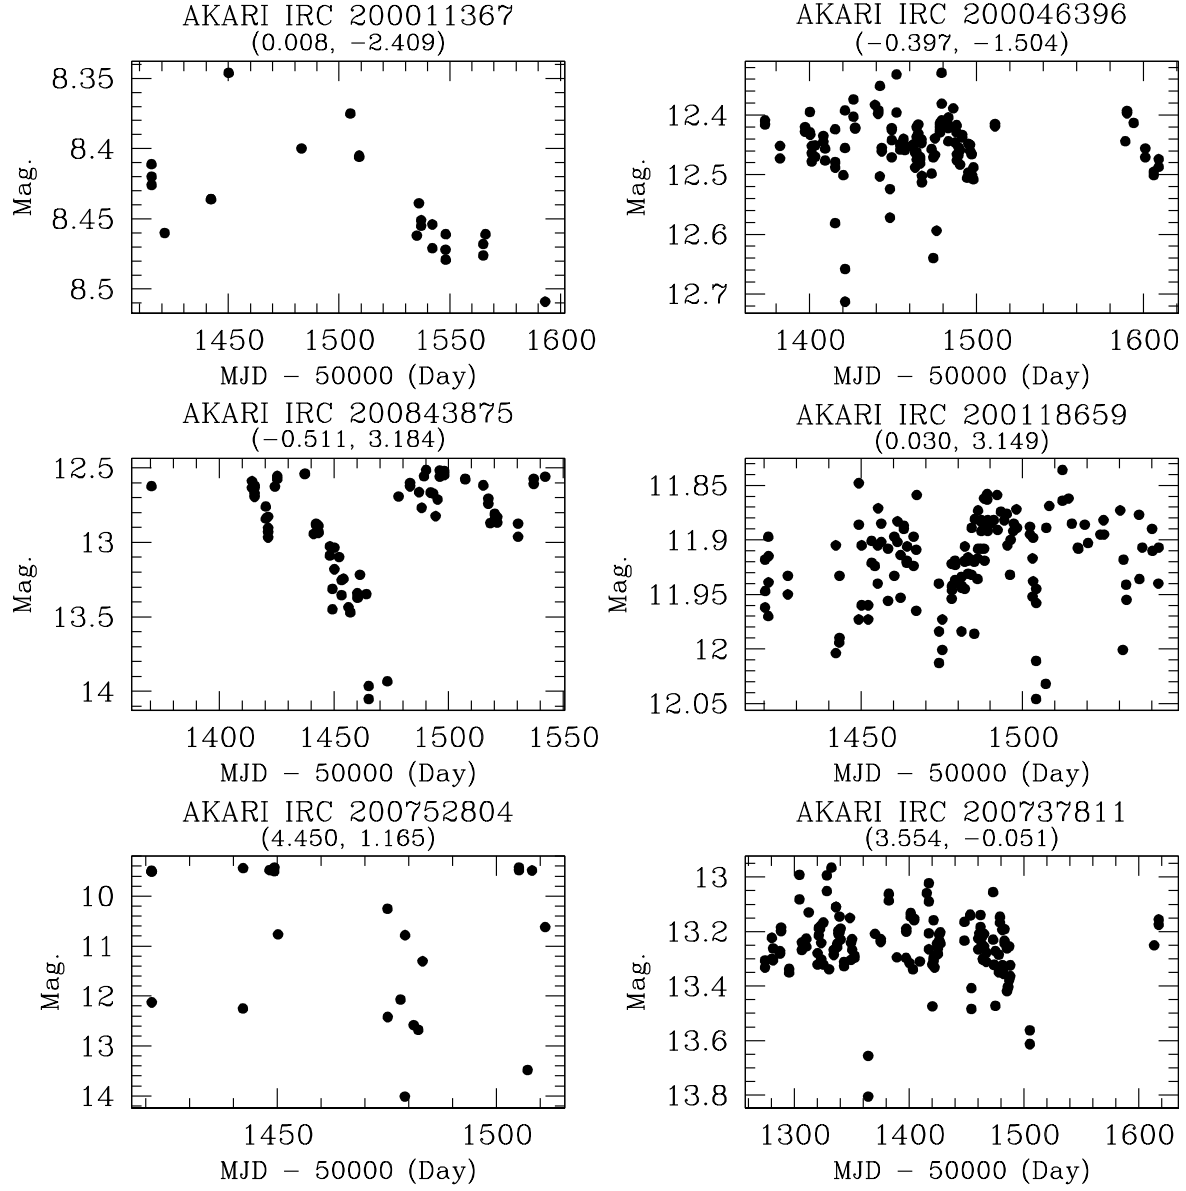 AKARI IRC 200011367
(0.008, −2.409)
8.35
8.4
8.45
8.5
Mag.
1450 1500 1550 1600
MJD − 50000 (Day)
AKARI IRC 200046396
(−0.397, −1.504)
12.4
12.5
12.6
12.7
Mag.
1400 1500 1600
MJD − 50000 (Day)
AKARI IRC 200843875
(−0.511, 3.184)
12.5
13
13.5
14
Mag.
1400 1450 1500 1550
MJD − 50000 (Day)
AKARI IRC 200118659
(0.030, 3.149)
11.85
11.9
11.95
12
12.05
Mag.
1450 1500
MJD − 50000 (Day)
AKARI IRC 200752804
(4.450, 1.165)
10
11
12
13
14
Mag.
1450 1500
MJD − 50000 (Day)
AKARI IRC 200737811
(3.554, −0.051)
13
13.2
13.4
13.6
13.8
Mag.
1300 1400 1500 1600
MJD − 50000 (Day)